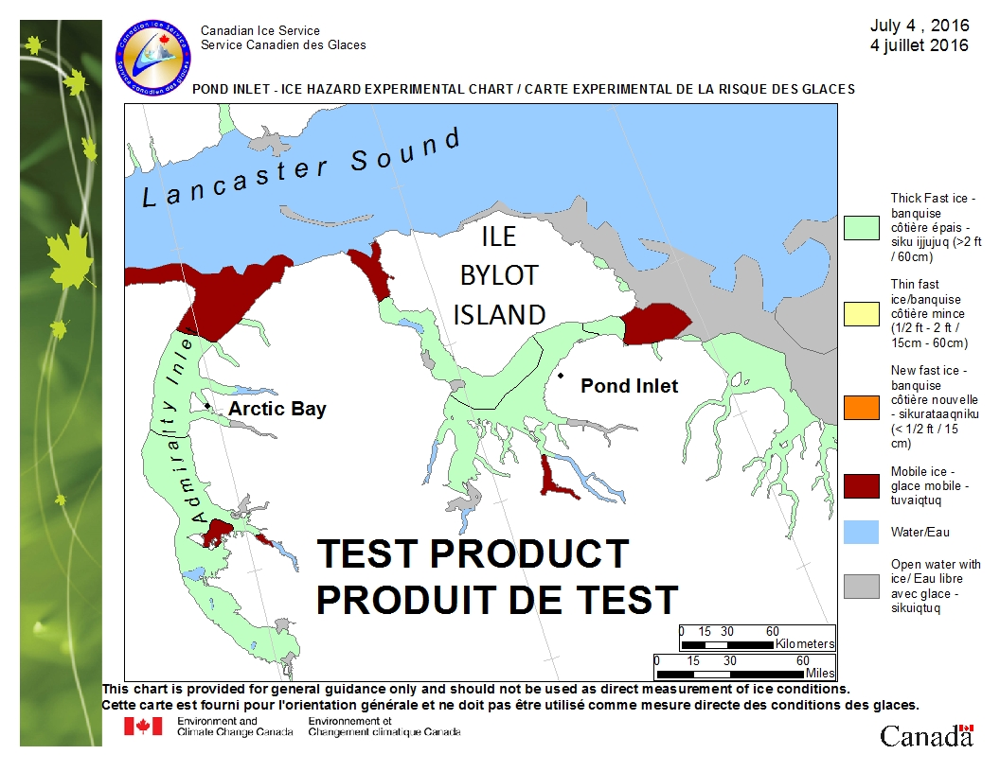 Canadian Ice Service
Service Canadien des Glaces
July 4 , 2016
4 juillet 2016
Canadian Ice Service
Service canadien des glaces
POND INLET - ICE HAZARD EXPERIMENTAL CHART / CARTE EXPERIMENTAL DE LA RISQUE DES GLACES
Lancaster Sound
ILE
BYLOT
ISLAND
Admiralty Inlet
Arctic Bay
Pond Inlet
TEST PRODUCT
PRODUIT DE TEST
0 15 30 60
Kilometers
0 15 30 60
Miles
Thick Fast ice -
banquise
côtière épais -
siku ijjujuq (>2 ft
/ 60cm)
Thin fast
ice/banquise
côtière mince
(1/2 ft - 2 ft /
15cm - 60cm)
New fast ice -
banquise
côtière nouvelle
- sikurataaqniku
(< 1/2 ft / 15
cm)
Mobile ice -
glace mobile -
tuvaiqtuq
Water/Eau
Open water with
ice/ Eau libre
avec glace -
sikuiqtuq
This chart is provided for general guidance only and should not be used as direct measurement of ice conditions.
Cette carte est fourni pour l'orientation générale et ne doit pas être utilisé comme mesure directe des conditions des glaces.
Environment and
Climate Change Canada
Environnement et
Changement climatique Canada
Canada